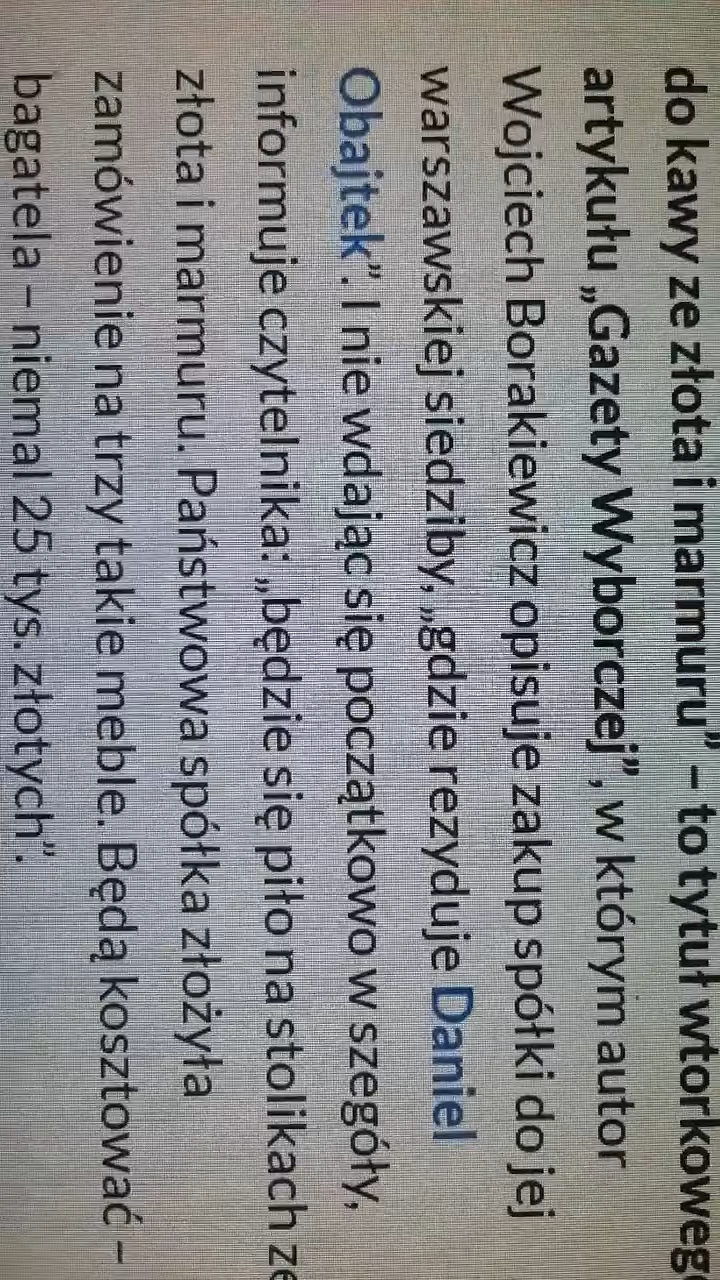 do kawy ze złota i marmuru” – to tytuł wtorkoweg
artykułu „Gazety Wyborczej”, w którym autor
Wojciech Borakiewicz opisuje zakup spółki do jej
warszawskiej siedziby, „gdzie rezyduje Daniel
Obajtek”. I nie wdając się początkowo w szegóły,
informuje czytelnika: „będzie się piło na stolikach ze
złota i marmuru. Państwowa spółka złożyła
zamówienie na trzy takie meble. Będą kosztować –
bagatela – niemal 25 tys. złotych”.